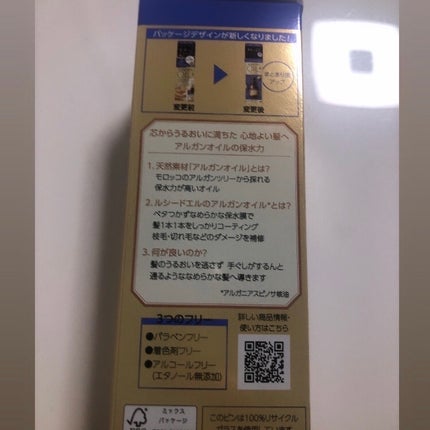 パッケージデザインが新しくなりました!
変更前
変更後
まとまり度
アップ
芯からうるおいに満ちた 心地よい髪へ
アルガンオイルの保水力
1. 天然素材「アルガンオイル」とは?
モロッコのアルガンツリーから採れる
保水力が高いオイル
2. ルシードエルのアルガンオイル*とは?
ベタつかずなめらかな保水膜で
髪1本1本をしっかりコーティング
枝毛・切れ毛などのダメージを補修
3. 何が良いのか?
髪のうるおいを逃さず 手ぐしがするんと
通るようななめらかな髪へ導きます
*アルガニアスピノサ核油
3つのフリー
●パラベンフリー
●着色剤フリー
●アルコールフリー
(エタノール無添加)
詳しい商品情報・
使い方はこちら
ミックス
パッケージ
このビンは100%リサイクル